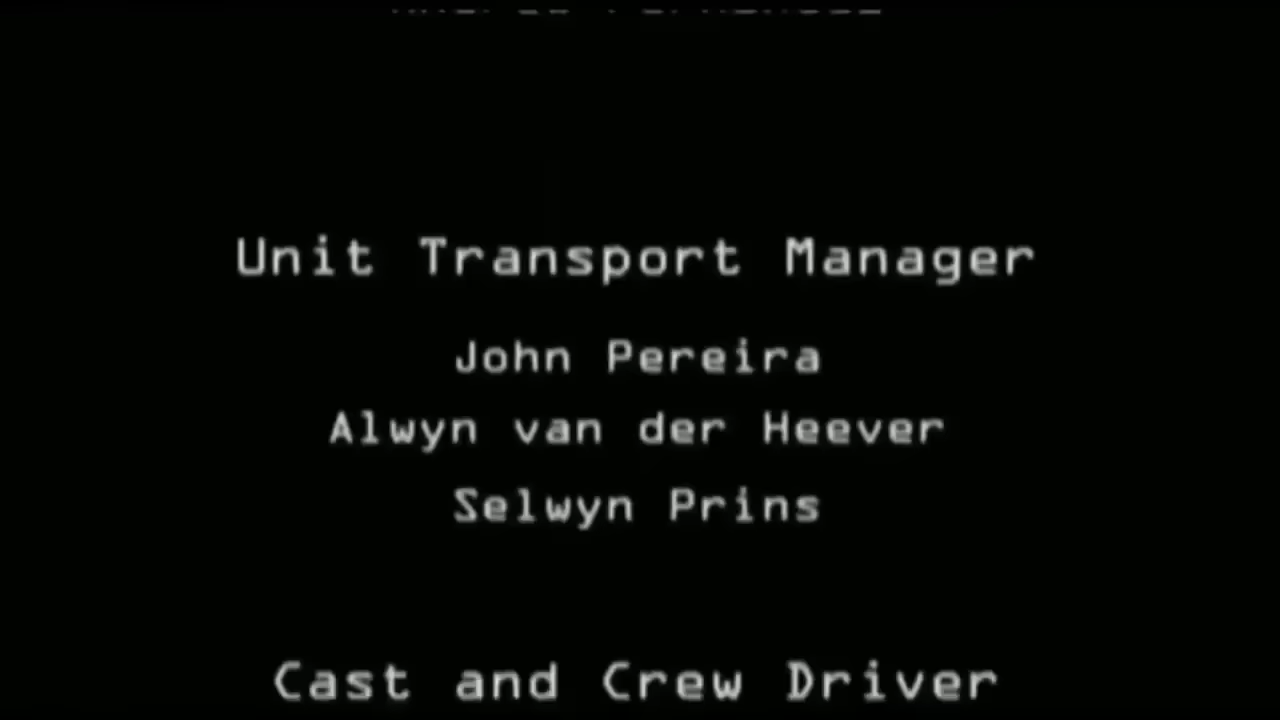 Unit Transport Manager
John Pereira
Alwyn van der Heever
Selwyn Prins
Cast and Crew Driver